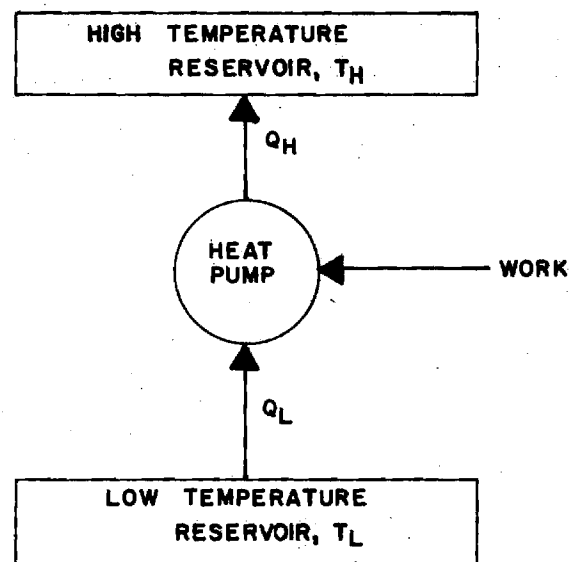 HIGH TEMPERATURE
RESERVOIR, TH
QH
HEAT
PUMP
WORK
QL
LOW TEMPERATURE
RESERVOIR, TL